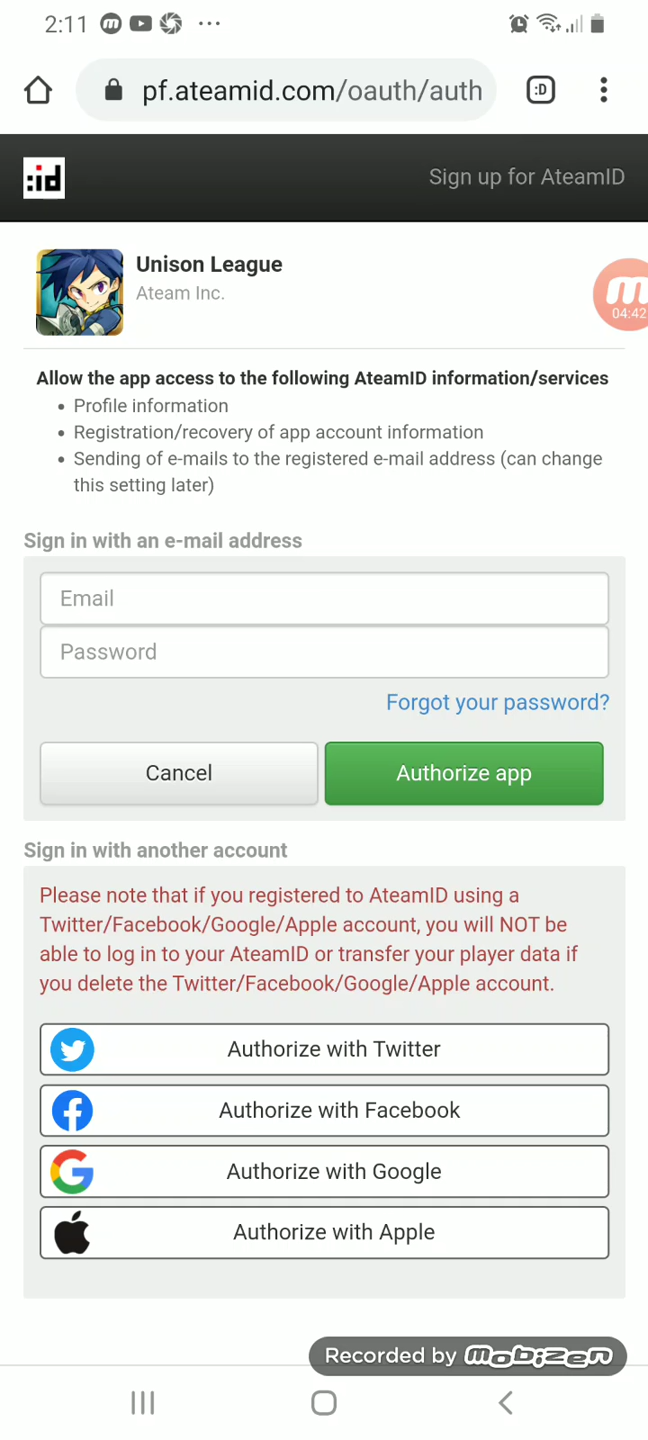 2:11
pf.ateamid.com/oauth/auth
:D
:id
Sign up for AteamID
Unison League
Ateam Inc.
04:42
Allow the app access to the following AteamID information/services
• Profile information
• Registration/recovery of app account information
• Sending of e-mails to the registered e-mail address (can change
this setting later)
Sign in with an e-mail address
Email
Password
Forgot your password?
Cancel
Authorize app
Sign in with another account
Please note that if you registered to AteamID using a
Twitter/Facebook/Google/Apple account, you will NOT be
able to log in to your AteamID or transfer your player data if
you delete the Twitter/Facebook/Google/Apple account.
Authorize with Twitter
Authorize with Facebook
Authorize with Google
Authorize with Apple
Recorded by mobizen